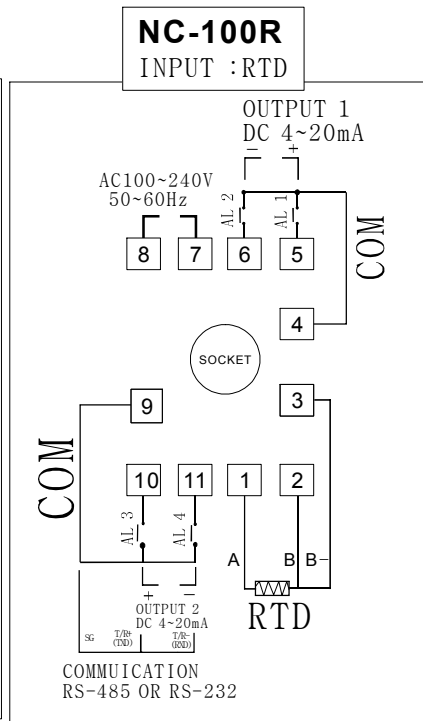 NC-100R
INPUT :RTD
OUTPUT 1
DC 4~20mA
− +
AC100~240V
50~60Hz
AL 2
AL 1
8 7 6 5
COM
4
SOCKET
3
9
COM
10 11 1 2
AL 3
AL 4
A B B−
+ −
OUTPUT 2
DC 4~20mA
RTD
SG T/R+ T/R-
(TXD) (RXD)
COMMUICATION
RS-485 OR RS-232